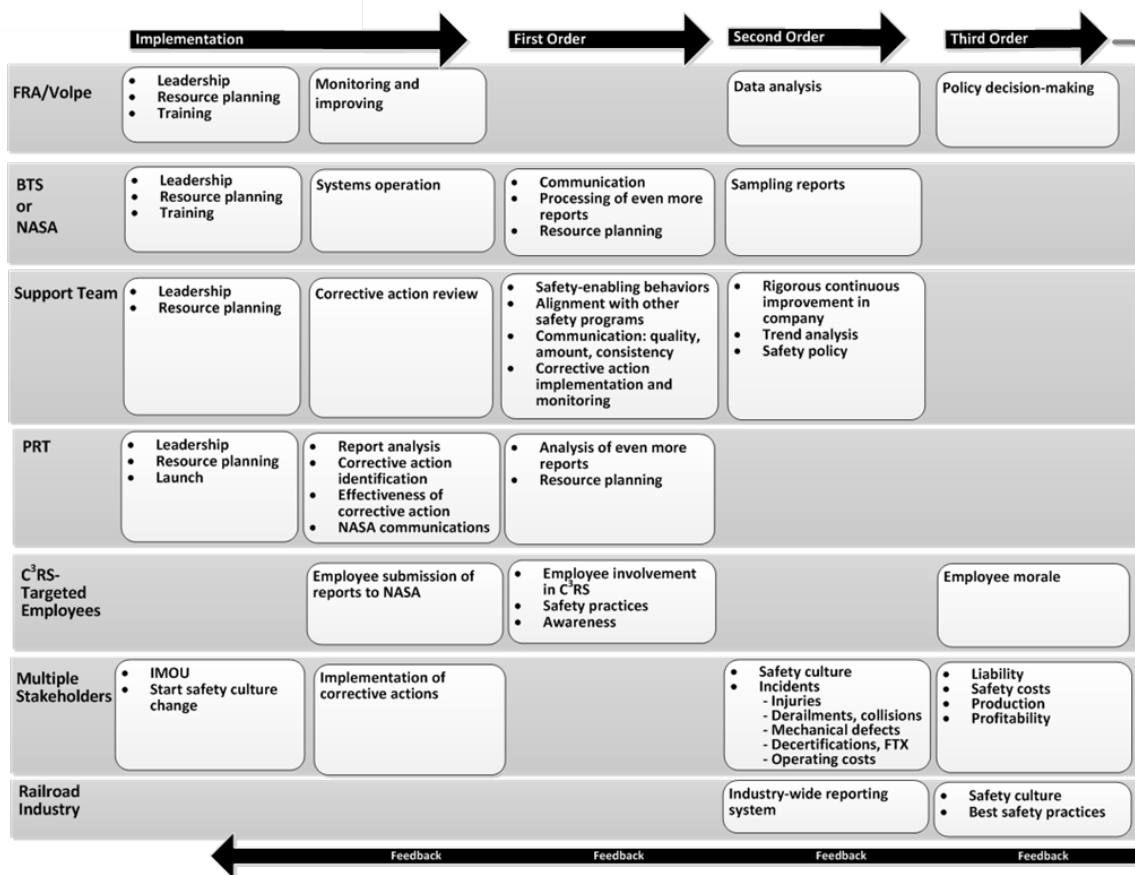 Implementation
First Order
Second Order
Third Order
FRA/Volpe
• Leadership
• Resource planning
• Training
Monitoring and
improving
Data analysis
Policy decision-making
BTS
or
NASA
• Leadership
• Resource planning
• Training
Systems operation
• Communication
• Processing of even more
reports
• Resource planning
Sampling reports
Support Team
• Leadership
• Resource planning
Corrective action review
• Safety-enabling behaviors
• Alignment with other
safety programs
• Communication: quality,
amount, consistency
• Corrective action
implementation and
monitoring
• Rigorous continuous
improvement in
company
• Trend analysis
• Safety policy
PRT
• Leadership
• Resource planning
• Launch
• Report analysis
• Corrective action
identification
• Effectiveness of
corrective action
• NASA communications
• Analysis of even more
reports
• Resource planning
C³RS-
Targeted
Employees
Employee submission of
reports to NASA
• Employee involvement
in C³RS
• Safety practices
• Awareness
Employee morale
Multiple
Stakeholders
• IMOU
• Start safety culture
change
Implementation of
corrective actions
• Safety culture
• Incidents
- Injuries
- Derailments, collisions
- Mechanical defects
- Decertifications, FTX
- Operating costs
• Liability
• Safety costs
• Production
• Profitability
Railroad
Industry
Industry-wide reporting
system
• Safety culture
• Best safety practices
Feedback
Feedback
Feedback
Feedback